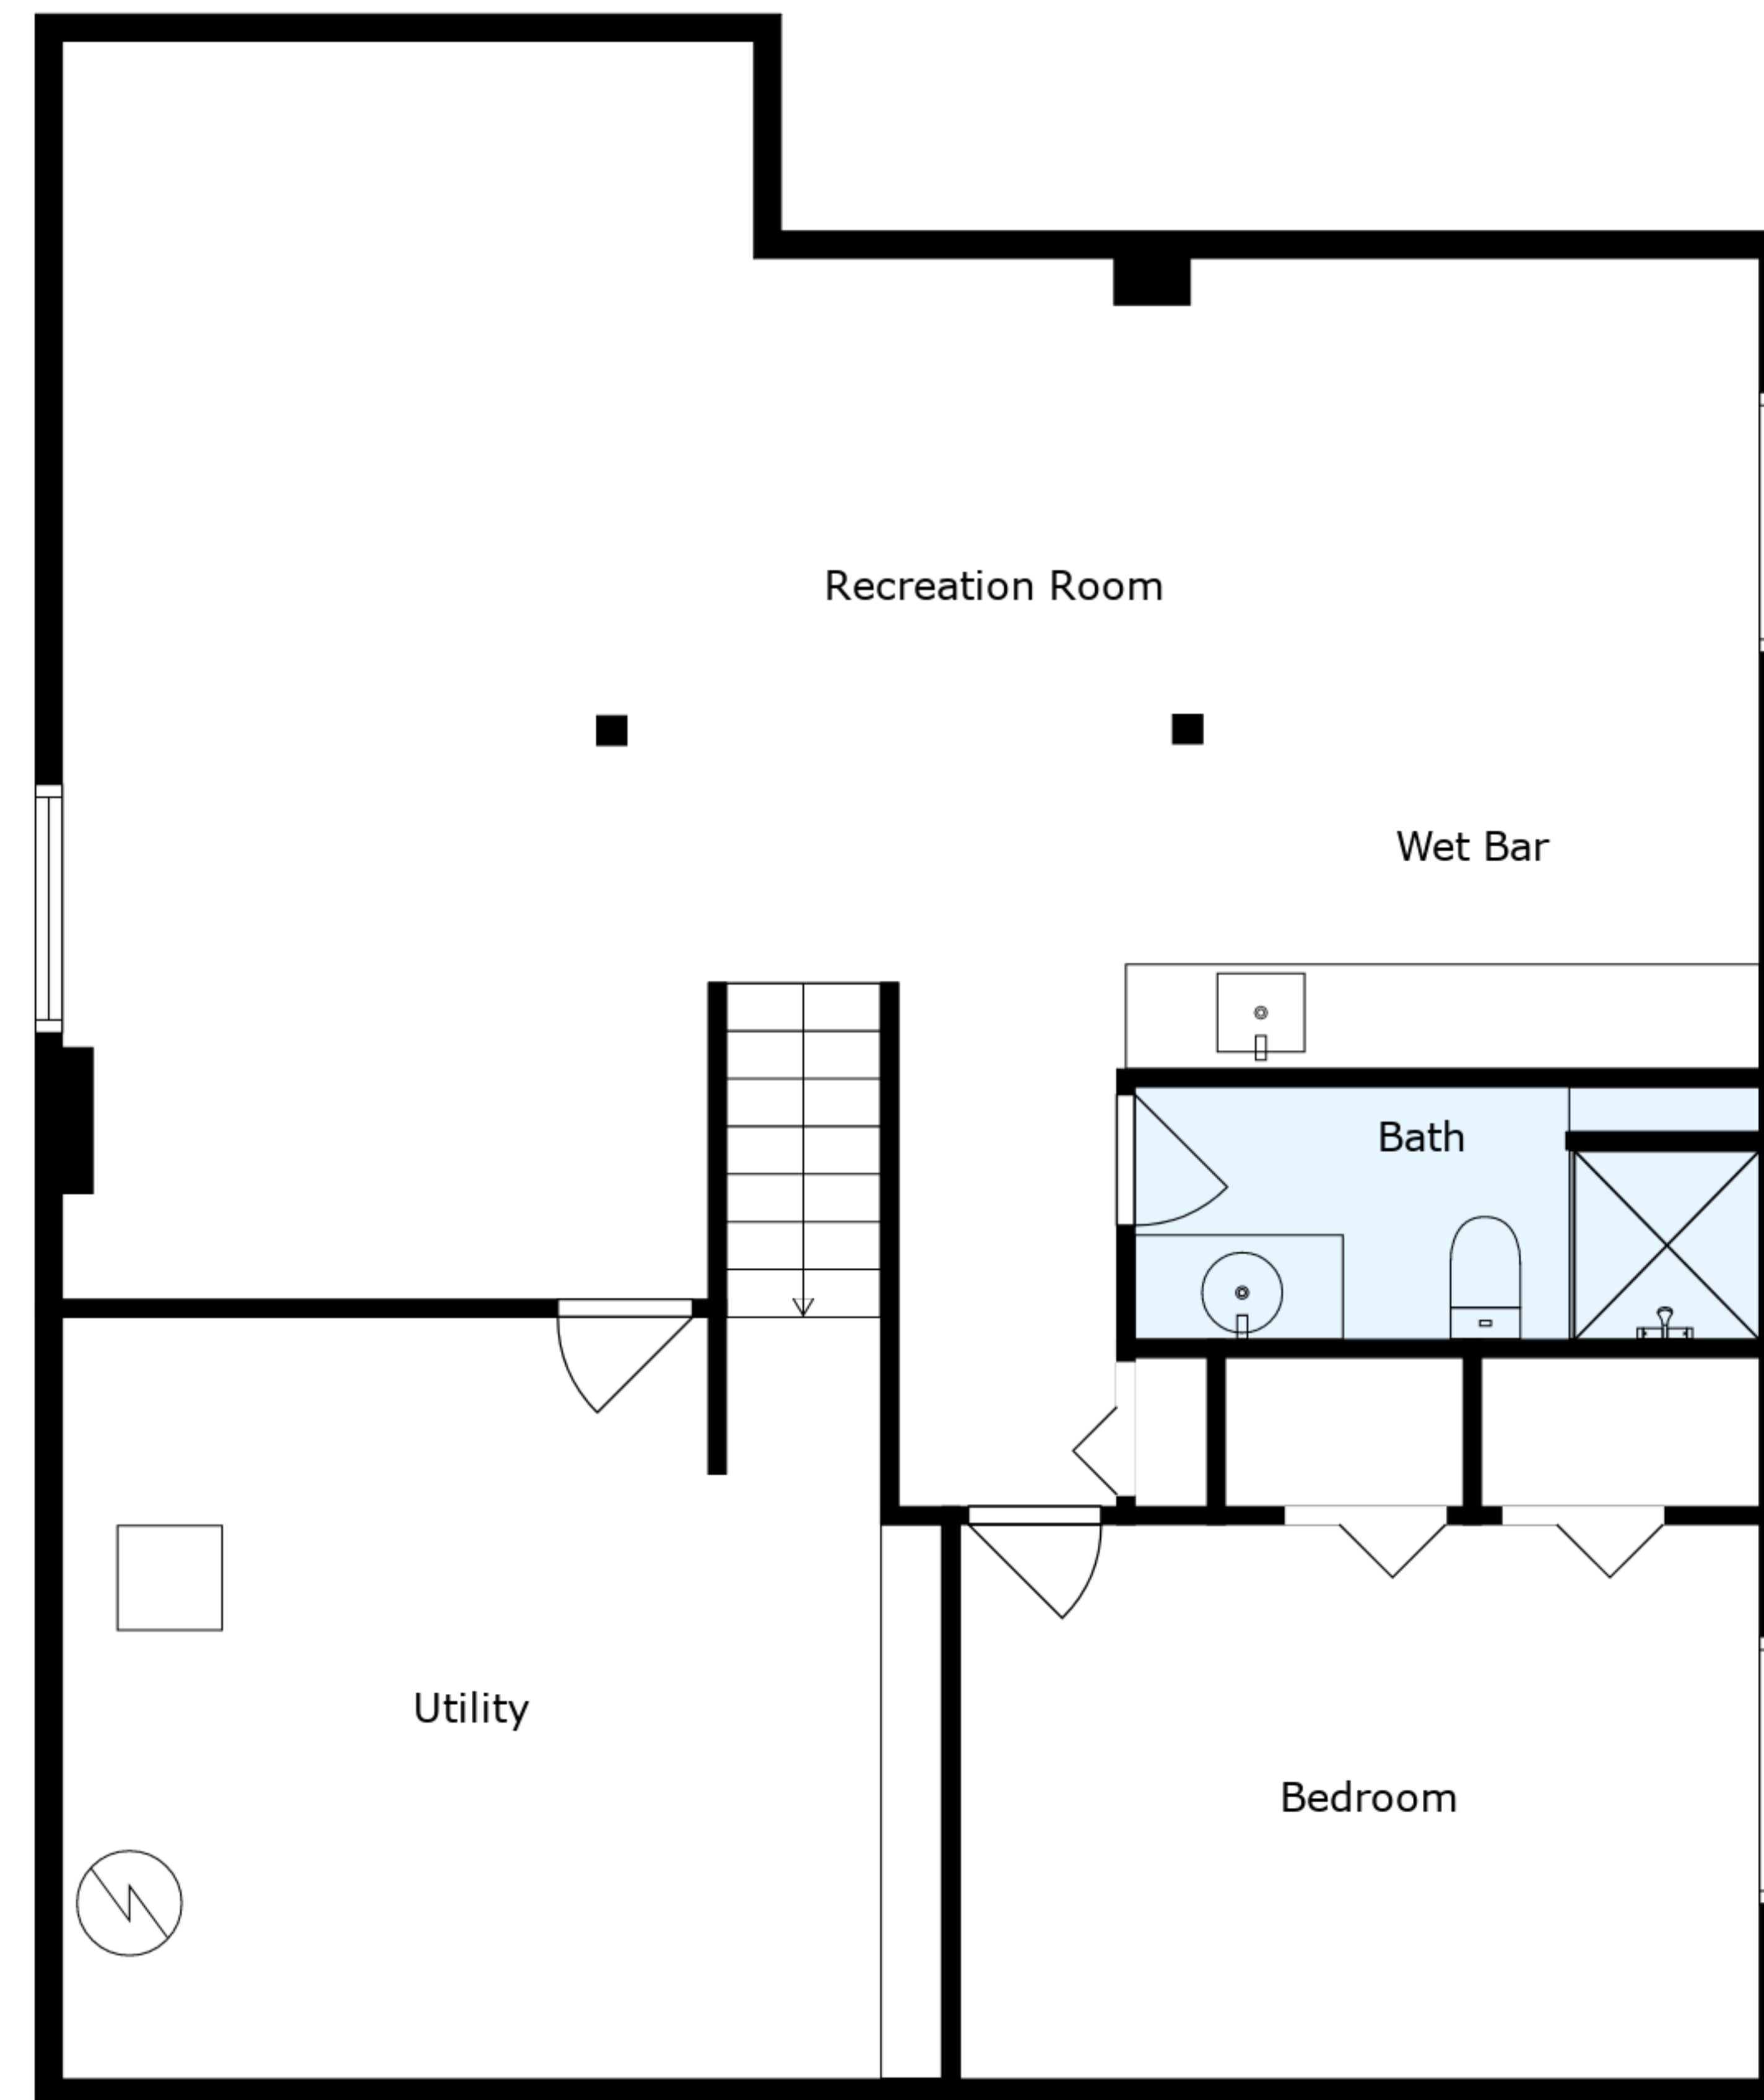 Recreation Room
Wet Bar
Bath
Utility
Bedroom